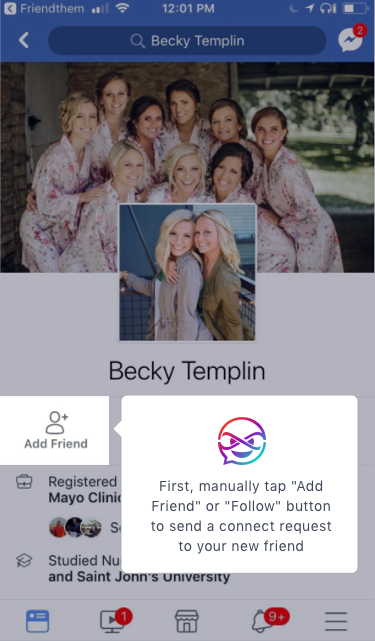 Friendthem 12:01 PM
Becky Templin 2
Becky Templin
Add Friend
First, manually tap "Add
Friend" or "Follow" button
to send a connect request
to your new friend
Registered
Mayo Clinic
Studied Nu
and Saint John's University
1 9+